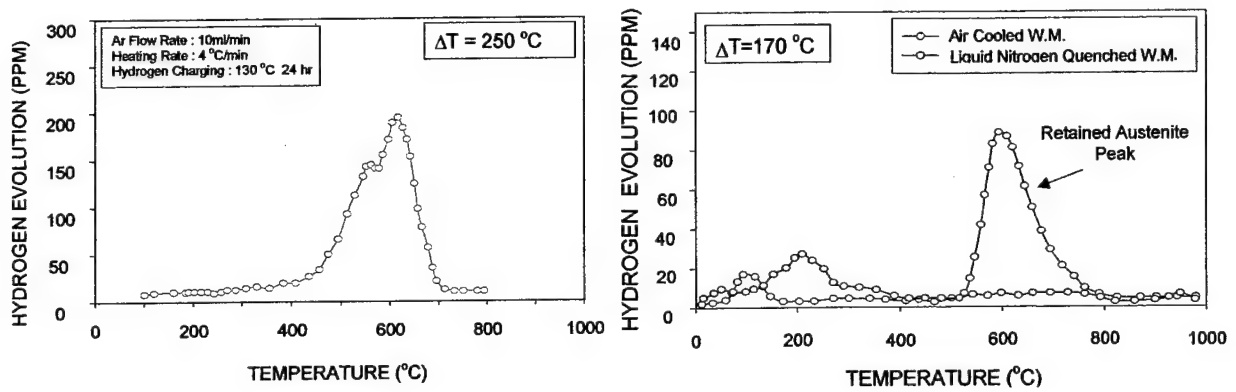 HYDROGEN EVOLUTION (PPM)
300
250
200
150
100
50
0
Ar Flow Rate : 10ml/min
Heating Rate : 4 °C/min
Hydrogen Charging : 130 °C 24 hr
ΔT = 250 °C
0
200
400
600
800
1000
TEMPERATURE (°C)
HYDROGEN EVOLUTION (PPM)
140
120
100
80
60
40
20
0
ΔT=170 °C
Air Cooled W.M.
Liquid Nitrogen Quenched W.M.
Retained Austenite
Peak
0
200
400
600
800
1000
TEMPERATURE (°C)